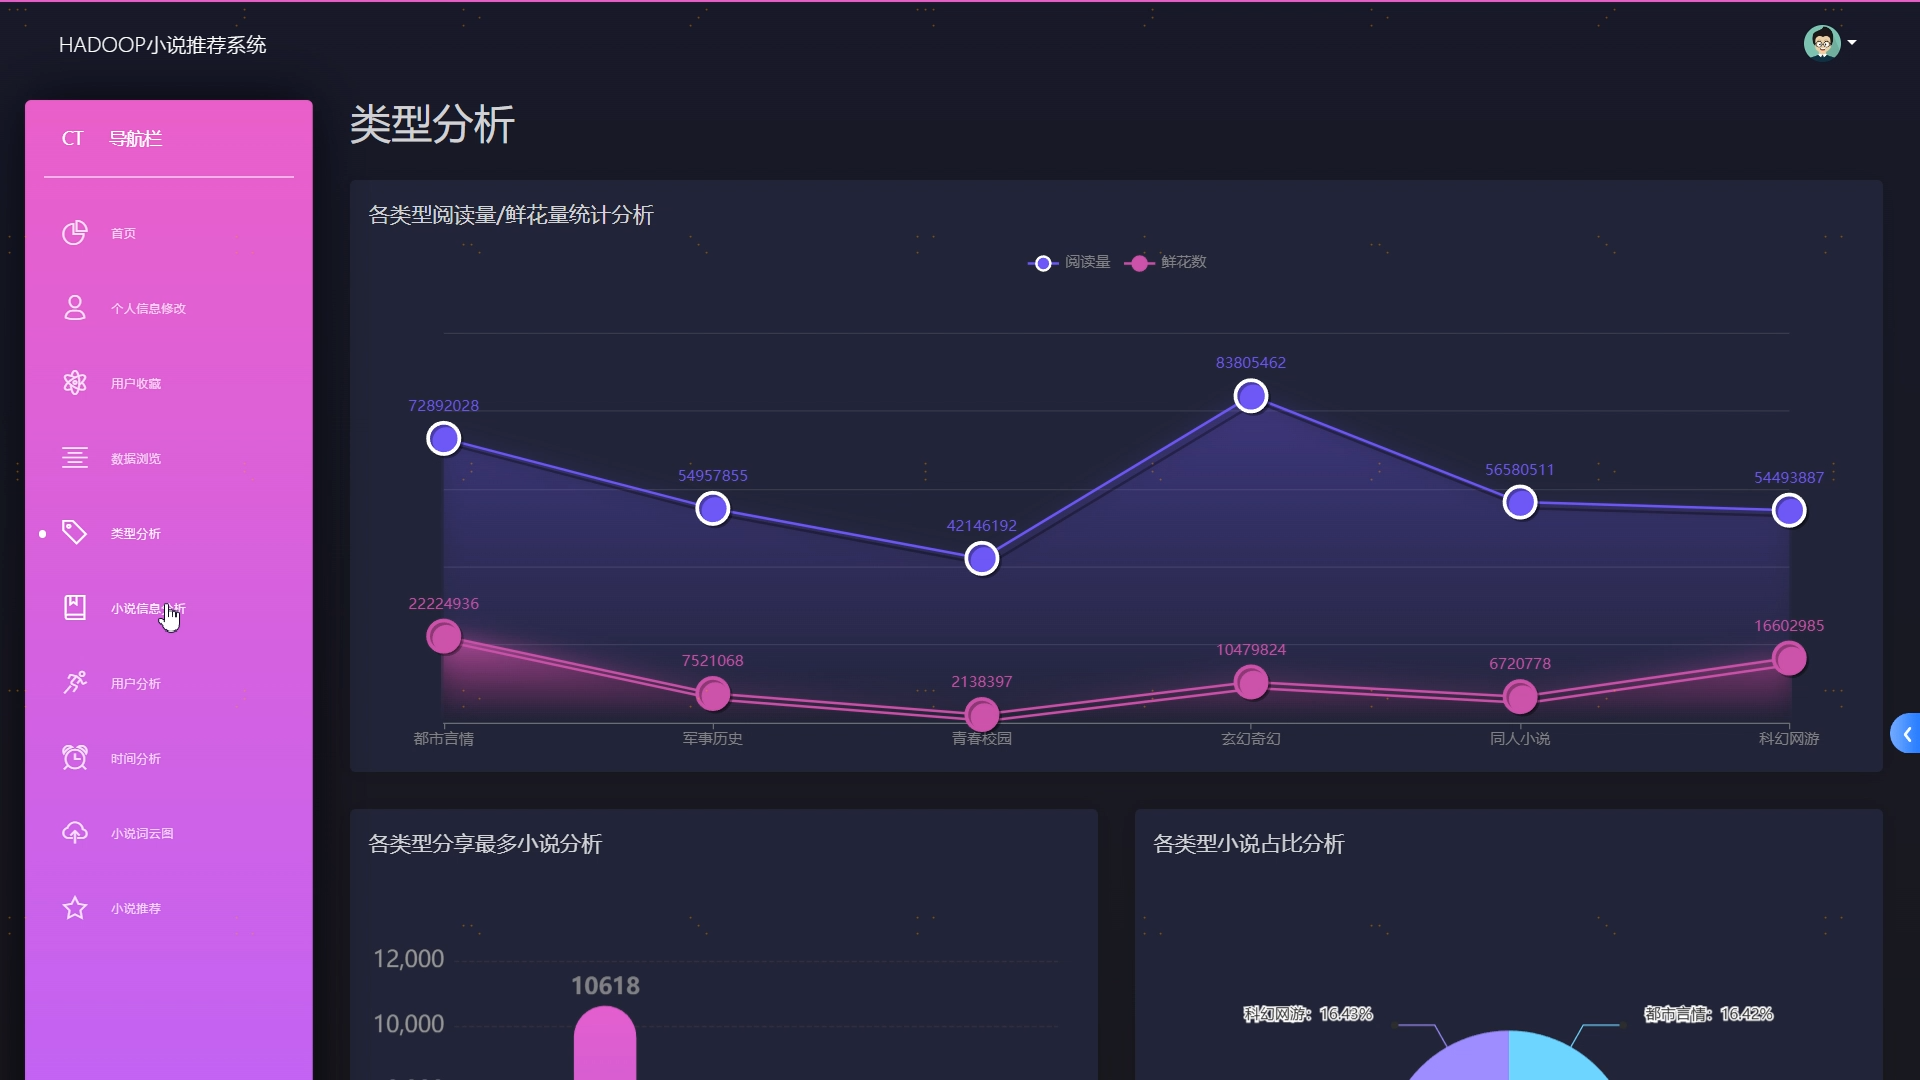 HADOOP小说推荐系统
CT 导航栏
首页
个人信息修改
用户收藏
数据浏览
类型分析
小说信息分析
用户分析
时间分析
小说词云图
小说推荐
类型分析
各类型阅读量/鲜花量统计分析
阅读量 鲜花数
83805462
72892028
54957855
56580511
54493887
42146192
22224936
7521068
2138397
10479824
6720778
16602985
都市言情 军事历史 青春校园 玄幻奇幻 同人小说 科幻网游
各类型分享最多小说分析
12,000
10618
10,000
各类型小说占比分析
科幻网游：16.43%
都市言情：16.42%